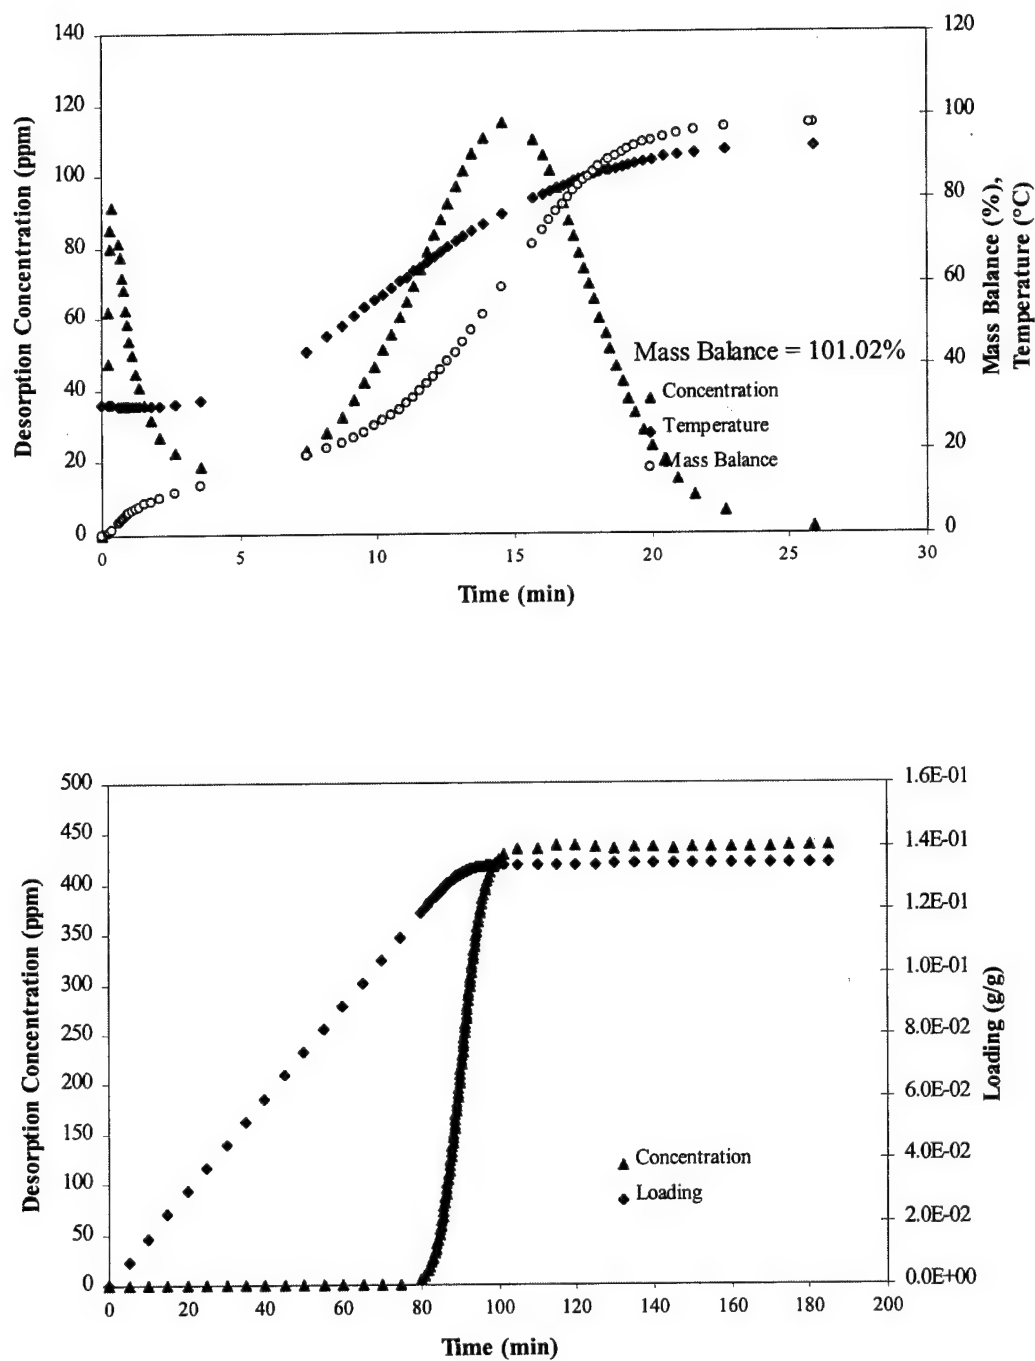 140
120
100
80
60
40
20
0
Desorption Concentration (ppm)
120
100
80
60
40
20
0
Mass Balance (%),
Temperature (°C)
Mass Balance = 101.02%
Concentration
Temperature
Mass Balance
0 5 10 15 20 25 30
Time (min)
500
450
400
350
300
250
200
150
100
50
0
Desorption Concentration (ppm)
1.6E-01
1.4E-01
1.2E-01
1.0E-01
8.0E-02
6.0E-02
4.0E-02
2.0E-02
0.0E+00
Loading (g/g)
Concentration
Loading
0 20 40 60 80 100 120 140 160 180 200
Time (min)